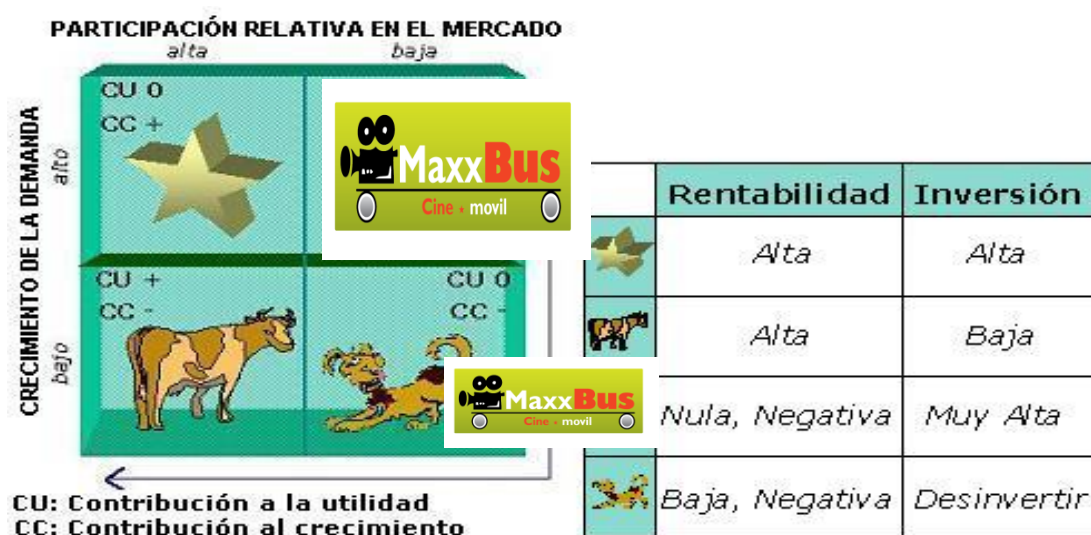 PARTICIPACIÓN RELATIVA EN EL MERCADO
alta baja
CRECIMIENTO DE LA DEMANDA
alto
bajo
CU 0
CC +
MaxxBus
Cine + movil
CU +
CC -
CU 0
CC -
MaxxBus
Cine + movil
CU: Contribución a la utilidad
CC: Contribución al crecimiento
Rentabilidad Inversión
Alta Alta
Alta Baja
Nula, Negativa Muy Alta
Baja, Negativa Desinvertir